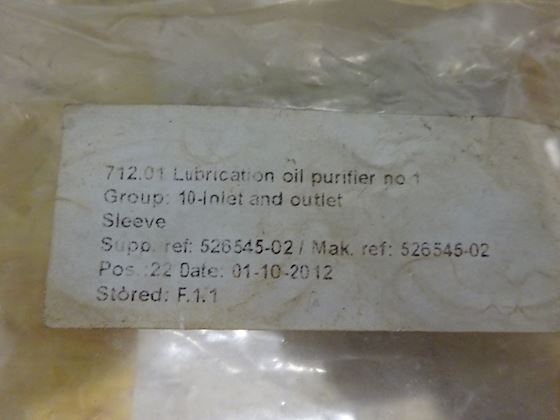 712.01 Lubrication oil purifier no 1
Group: 10-Inlet and outlet
Sleeve
Supp. ref: 526545-02 / Mak. ref: 526545-02
Pos.:22 Date: 01-10-2012
Stored: F.1.1